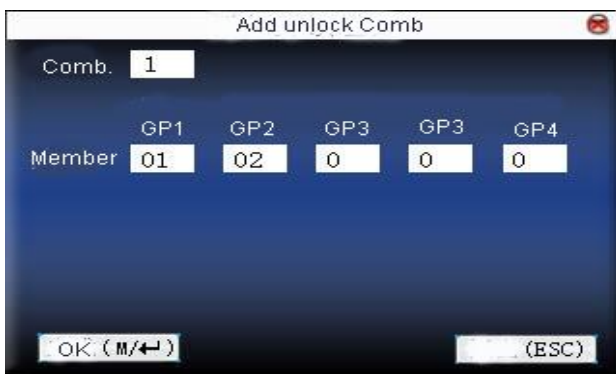 Add unlock Comb
Comb. 1
GP1 GP2 GP3 GP3 GP4
Member 01 02 0 0 0
OK (M/↵) (ESC)